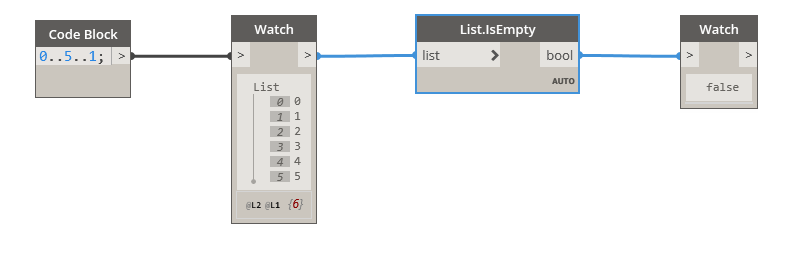 Code Block
0..5..1; >
Watch
> >
List
0 0
1 1
2 2
3 3
4 4
5 5
@L2 @L1 {6}
List.IsEmpty
list > bool
AUTO
Watch
> >
false